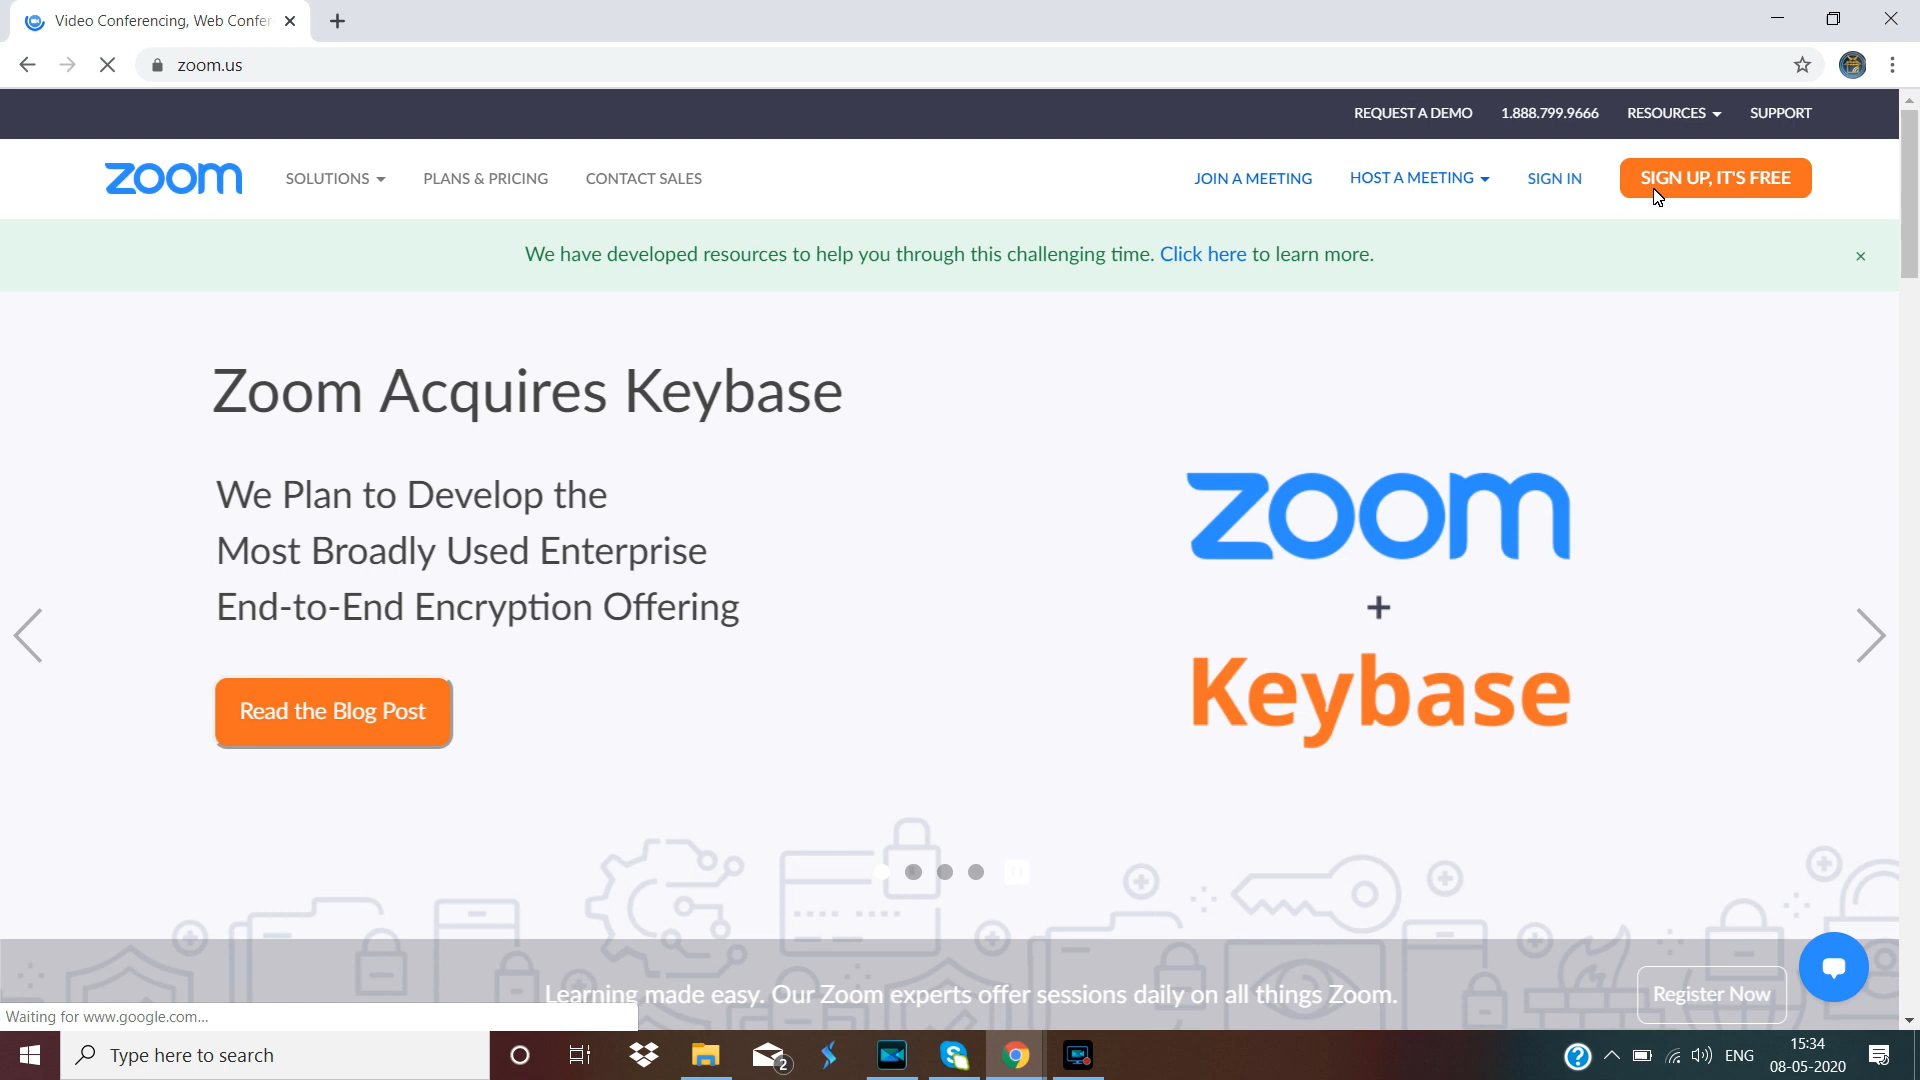 Video Conferencing, Web Confer
zoom.us
REQUEST A DEMO 1.888.799.9666 RESOURCES SUPPORT
zoom SOLUTIONS PLANS & PRICING CONTACT SALES JOIN A MEETING HOST A MEETING SIGN IN SIGN UP, IT'S FREE
We have developed resources to help you through this challenging time. Click here to learn more.
Zoom Acquires Keybase
We Plan to Develop the
Most Broadly Used Enterprise
End-to-End Encryption Offering
Read the Blog Post
zoom
+
Keybase
Learning made easy. Our Zoom experts offer sessions daily on all things Zoom.
Register Now
Waiting for www.google.com...
Type here to search
2
ENG
15:34
08-05-2020